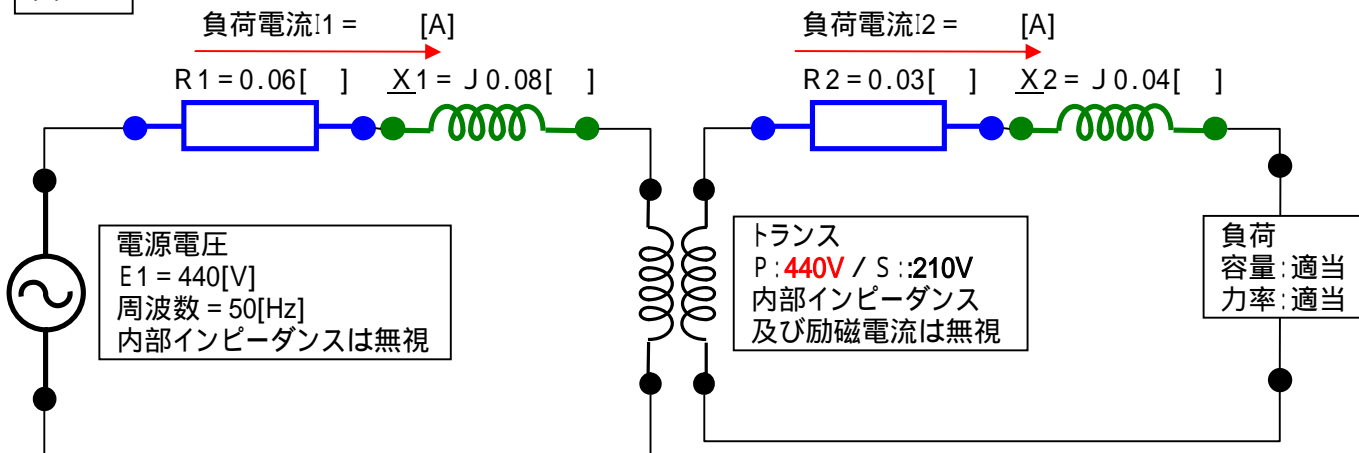 負荷電流I1 = [A]
負荷電流I2 = [A]
R1=0.06[ ] X1= J0.08[ ]
R2=0.03[ ] X2= J0.04[ ]
電源電圧
E1=440[V]
周波数=50[Hz]
内部インピーダンスは無視
トランス
P:440V / S::210V
内部インピーダンス
及び励磁電流は無視
負荷
容量:適当
力率:適当